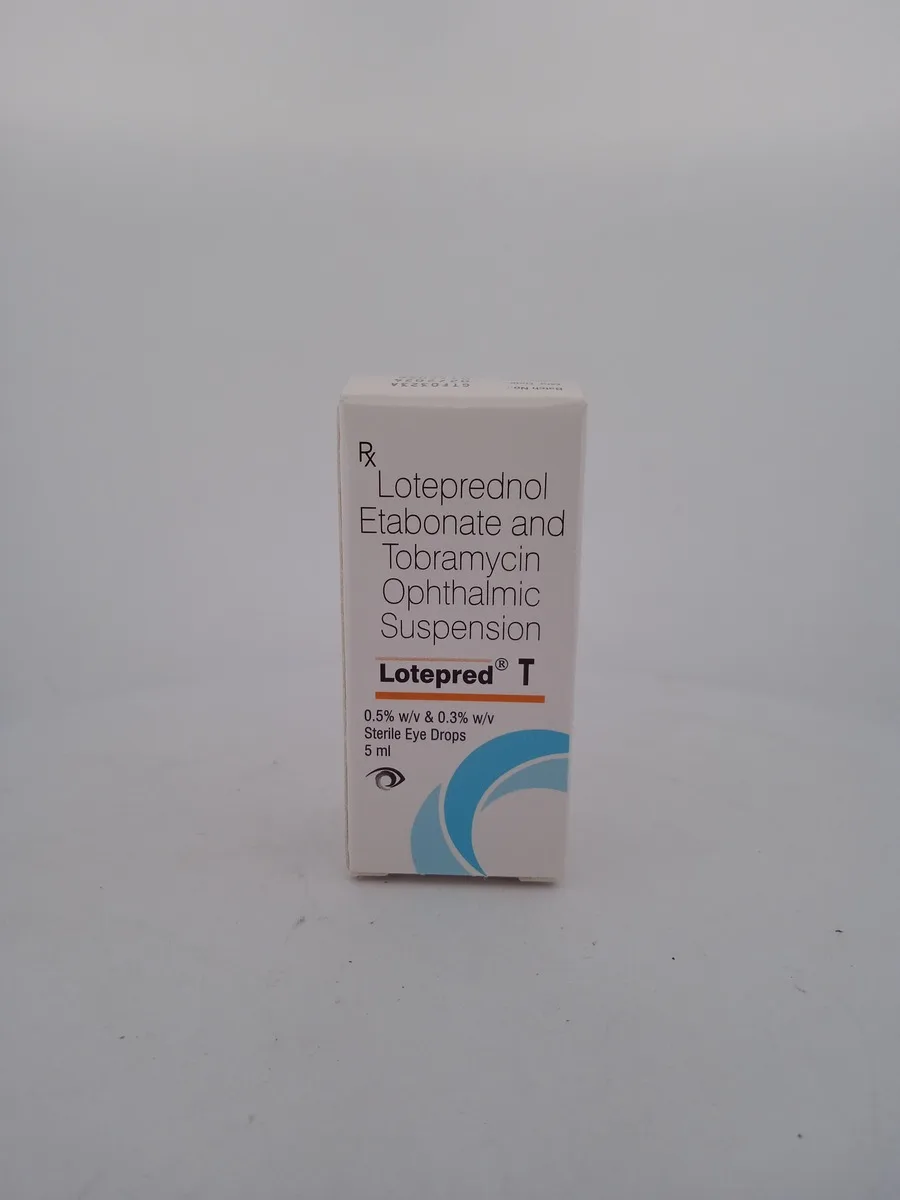 Rx
Loteprednol
Etabonate and
Tobramycin
Ophthalmic
Suspension
Lotepred® T
0.5% w/v & 0.3% w/v
Sterile Eye Drops
5 ml